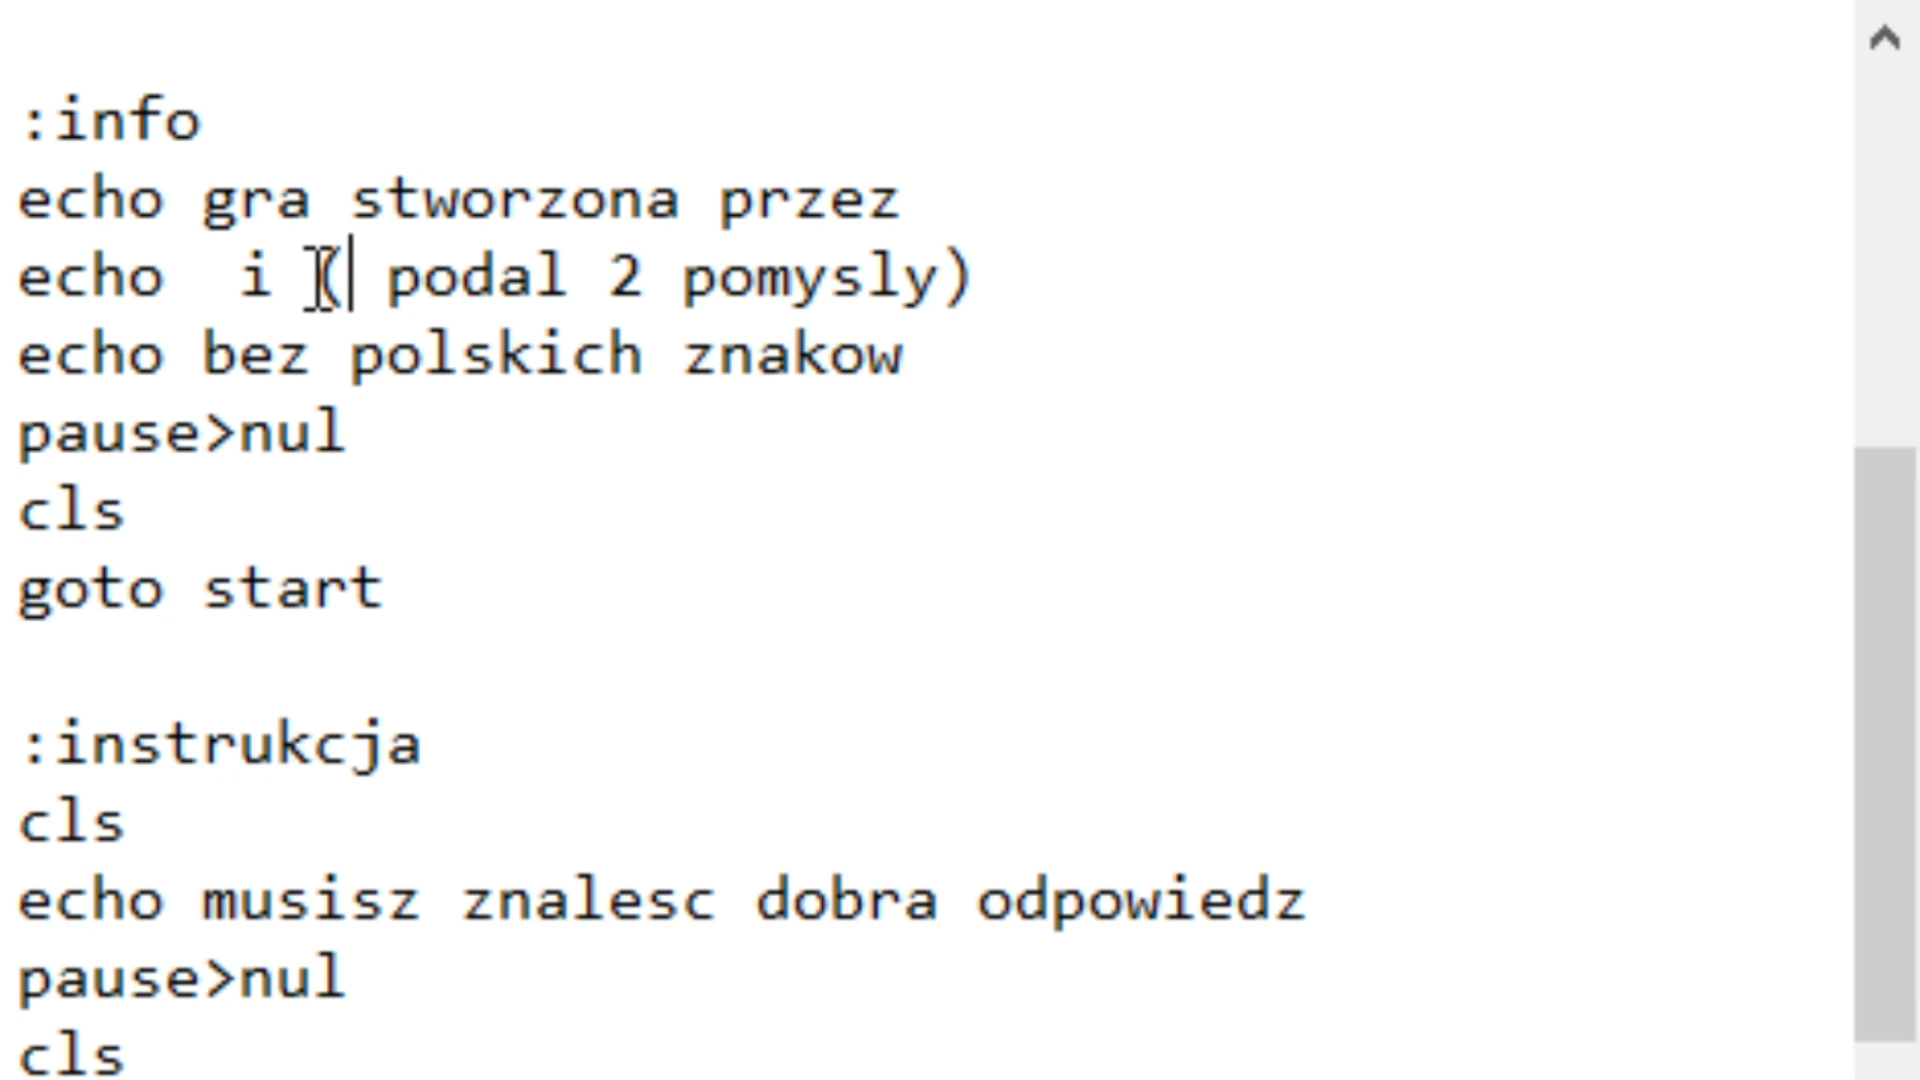 :info
echo gra stworzona przez
echo  i ( podal 2 pomysly)
echo bez polskich znakow
pause>nul
cls
goto start
:instrukcja
cls
echo musisz znalesc dobra odpowiedz
pause>nul
cls